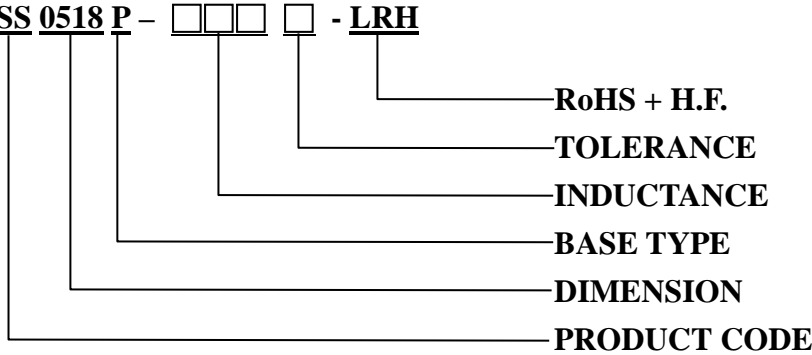 SS 0518 P – □□□ □ - LRH
RoHS + H.F.
TOLERANCE
INDUCTANCE
BASE TYPE
DIMENSION
PRODUCT CODE